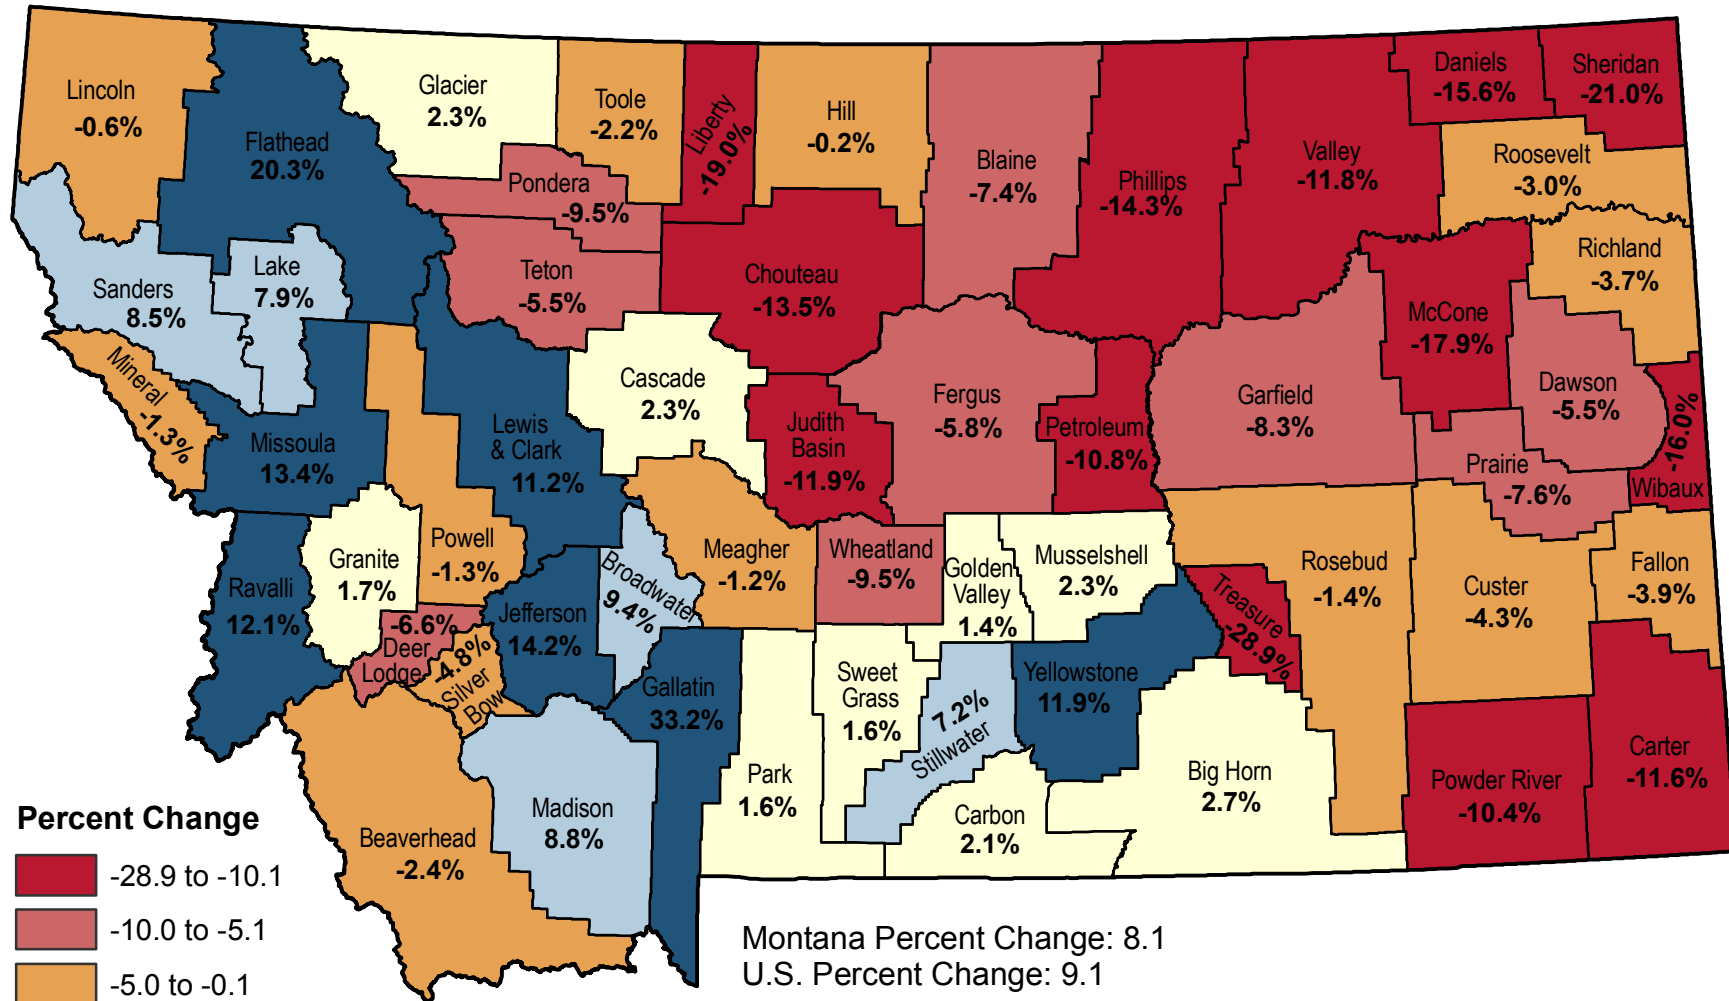 Lincoln
-0.6%
Flathead
20.3%
Glacier
2.3%
Toole
-2.2%
Liberty
-19.0%
Hill
-0.2%
Blaine
-7.4%
Phillips
-14.3%
Valley
-11.8%
Daniels
-15.6%
Sheridan
-21.0%
Roosevelt
-3.0%
Pondera
-9.5%
Teton
-5.5%
Chouteau
-13.5%
Richland
-3.7%
McCone
-17.9%
Sanders
8.5%
Lake
7.9%
Mineral
-1.3%
Missoula
13.4%
Lewis
& Clark
11.2%
Cascade
2.3%
Judith
Basin
-11.9%
Fergus
-5.8%
Petroleum
-10.8%
Garfield
-8.3%
Dawson
-5.5%
-16.0%
Wibaux
Prairie
-7.6%
Ravalli
12.1%
Granite
1.7%
Powell
-1.3%
-6.6%
Deer
Lodge
-4.8%
Silver
Bow
Jefferson
14.2%
Broadwater
9.4%
Meagher
-1.2%
Wheatland
-9.5%
Golden
Valley
1.4%
Musselshell
2.3%
Treasure
-28.9%
Rosebud
-1.4%
Custer
-4.3%
Fallon
-3.9%
Gallatin
33.2%
Sweet
Grass
1.6%
7.2%
Stillwater
Yellowstone
11.9%
Park
1.6%
Carbon
2.1%
Big Horn
2.7%
Powder River
-10.4%
Carter
-11.6%
Madison
8.8%
Beaverhead
-2.4%
Percent Change
-28.9 to -10.1
-10.0 to -5.1
-5.0 to -0.1
Montana Percent Change: 8.1
U.S. Percent Change: 9.1